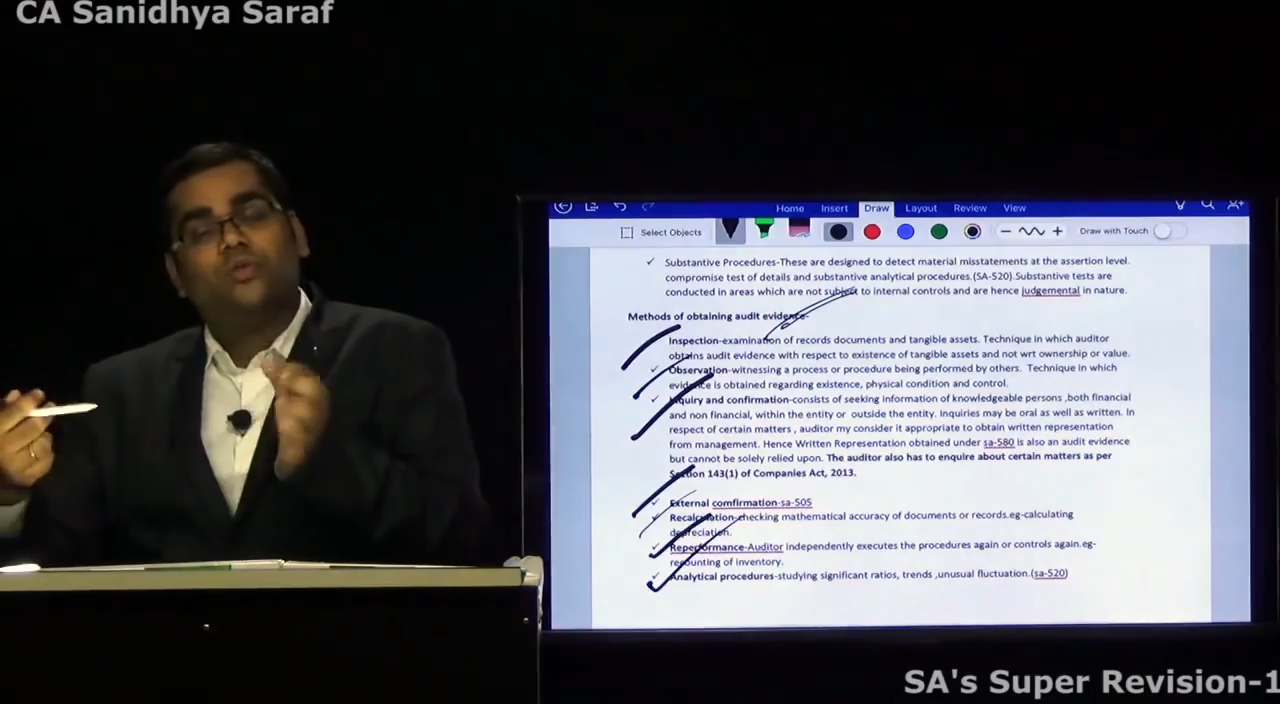 CA Sanidhya Saraf
Home Insert Draw Layout Review View
Select Objects
Draw with Touch
✓ Substantive Procedures-These are designed to detect material misstatements at the assertion level.
compromise test of details and substantive analytical procedures.(SA-520).Substantive tests are
conducted in areas which are not subject to internal controls and are hence judgemental in nature.
Methods of obtaining audit evidence-
Inspection-examination of records documents and tangible assets. Technique in which auditor
obtains audit evidence with respect to existence of tangible assets and not wrt ownership or value.
✓ Observation-witnessing a process or procedure being performed by others. Technique in which
evidence is obtained regarding existence, physical condition and control.
✓ Inquiry and confirmation-consists of seeking information of knowledgeable persons ,both financial
and non financial, within the entity or outside the entity. Inquiries may be oral as well as written. In
respect of certain matters , auditor my consider it appropriate to obtain written representation
from management. Hence Written Representation obtained under sa-580 is also an audit evidence
but cannot be solely relied upon. The auditor also has to enquire about certain matters as per
Section 143(1) of Companies Act, 2013.
✓ External comfirmation-sa-505
✓ Recalculation-checking mathematical accuracy of documents or records.eg-calculating
depreciation.
✓ Reperformance-Auditor independently executes the procedures again or controls again.eg-
recounting of inventory.
✓ Analytical procedures-studying significant ratios, trends ,unusual fluctuation.(sa-520)
SA's Super Revision-1